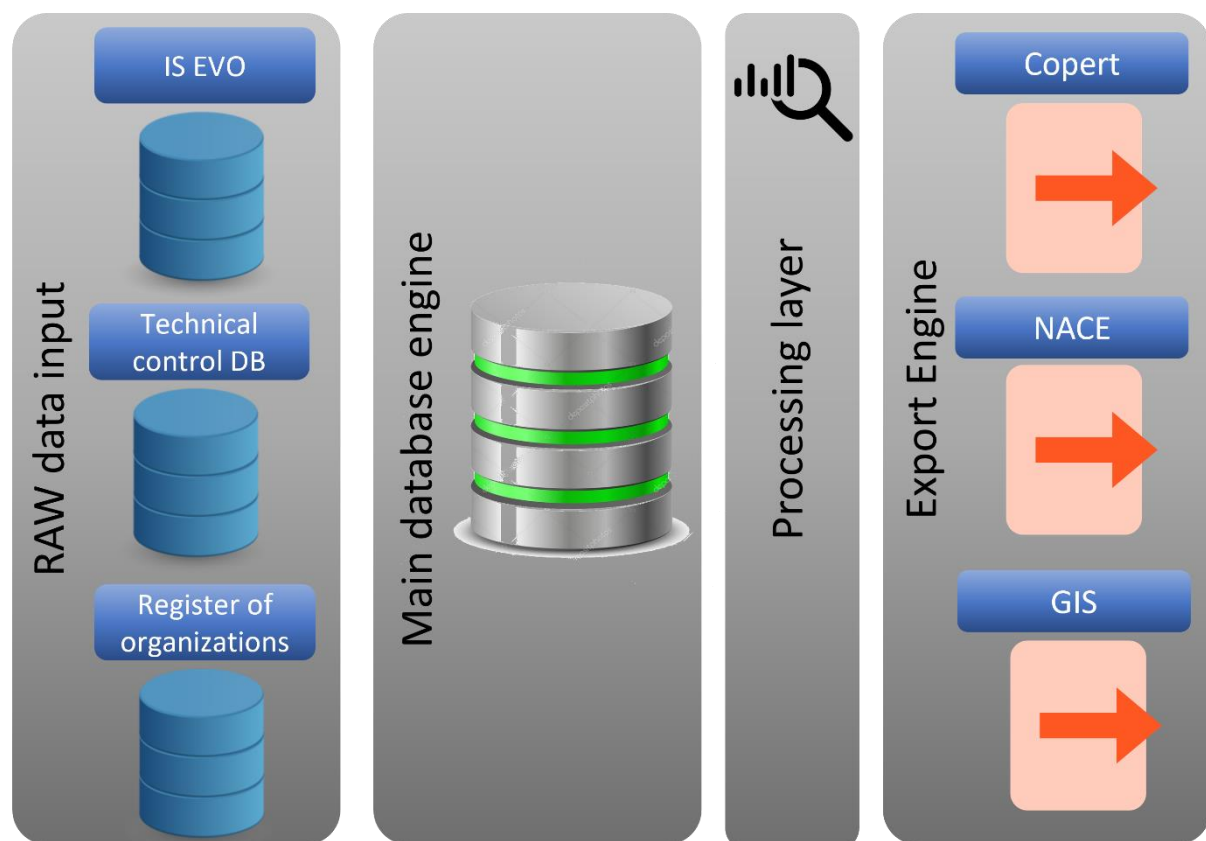 RAW data input
IS EVO
Technical
control DB
Register of
organizations
Main database engine
Processing layer
Export Engine
Copert
NACE
GIS